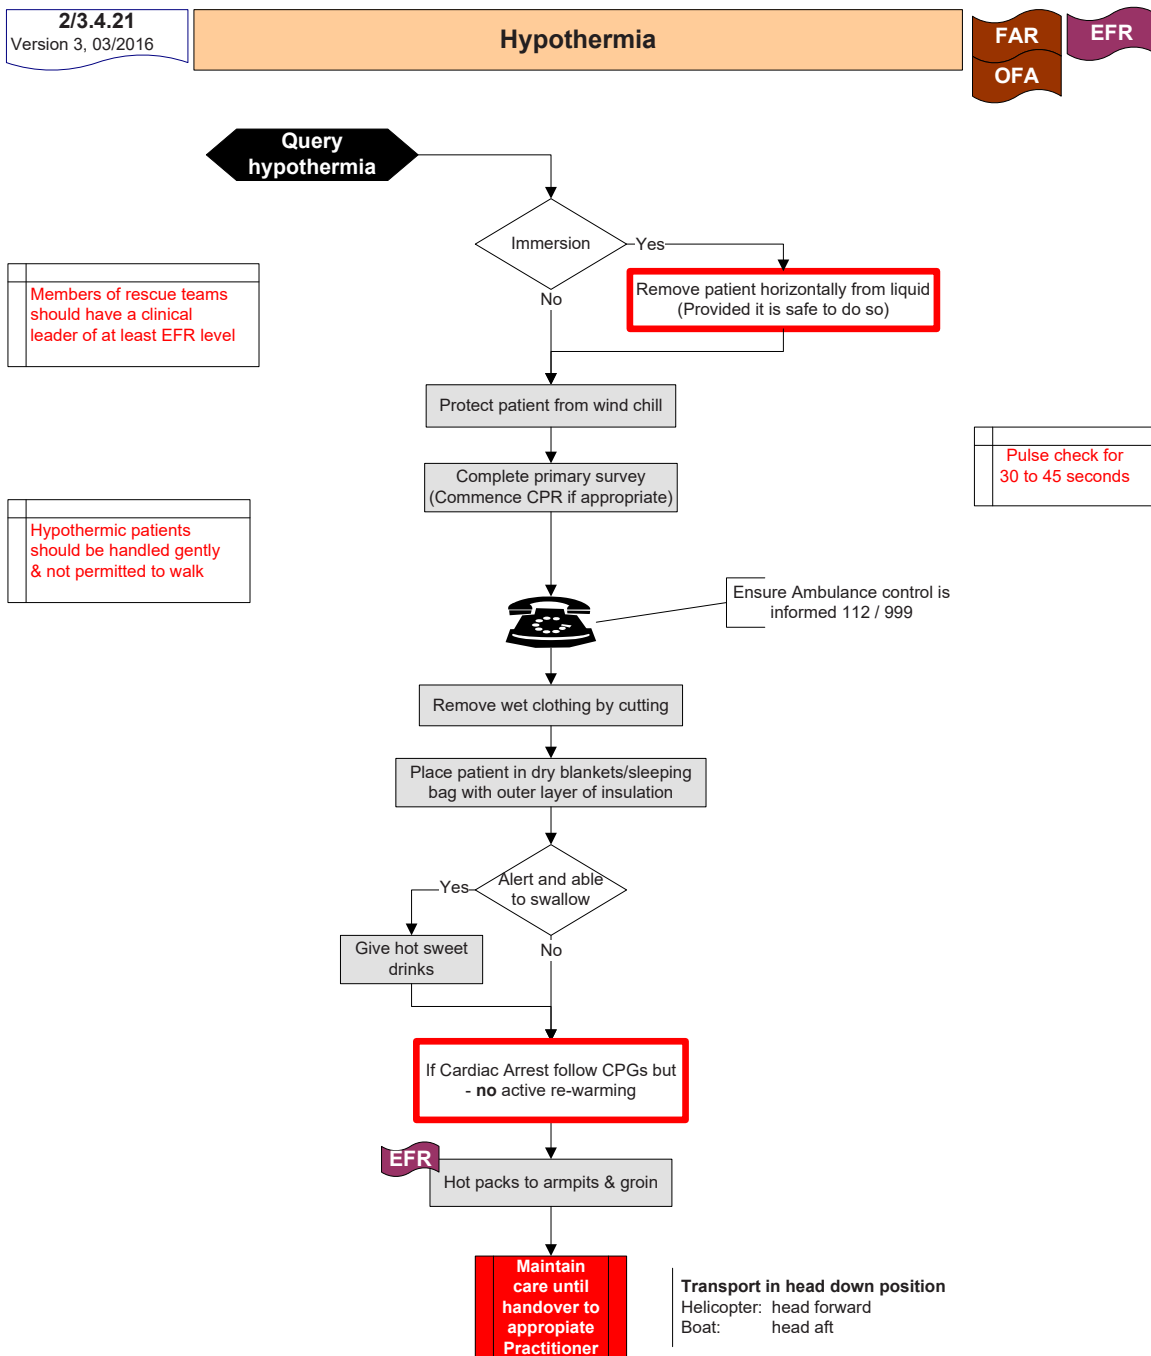 2/3.4.21
Version 3, 03/2016
Hypothermia
FAR
OFA
EFR
Query
hypothermia
Immersion
Yes
No
Remove patient horizontally from liquid
(Provided it is safe to do so)
Members of rescue teams
should have a clinical
leader of at least EFR level
Protect patient from wind chill
Complete primary survey
(Commence CPR if appropriate)
Pulse check for
30 to 45 seconds
Hypothermic patients
should be handled gently
& not permitted to walk
Ensure Ambulance control is
informed 112 / 999
Remove wet clothing by cutting
Place patient in dry blankets/sleeping
bag with outer layer of insulation
Alert and able
to swallow
Yes
No
Give hot sweet
drinks
If Cardiac Arrest follow CPGs but
- no active re-warming
EFR
Hot packs to armpits & groin
Maintain
care until
handover to
appropiate
Practitioner
Transport in head down position
Helicopter: head forward
Boat: head aft